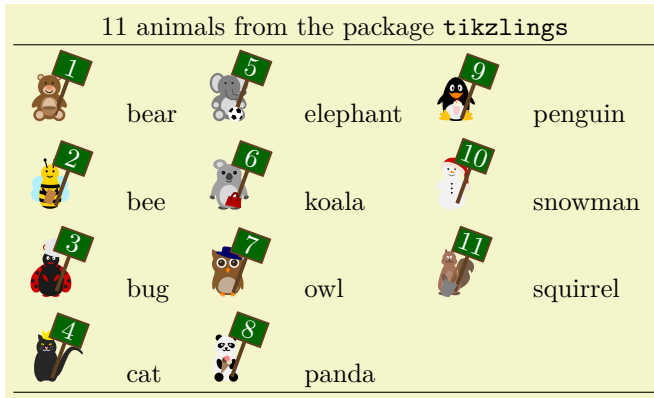 11 animals from the package tikzlings
1 bear 5 elephant 9 penguin
2 bee 6 koala 10 snowman
3 bug 7 owl 11 squirrel
4 cat 8 panda